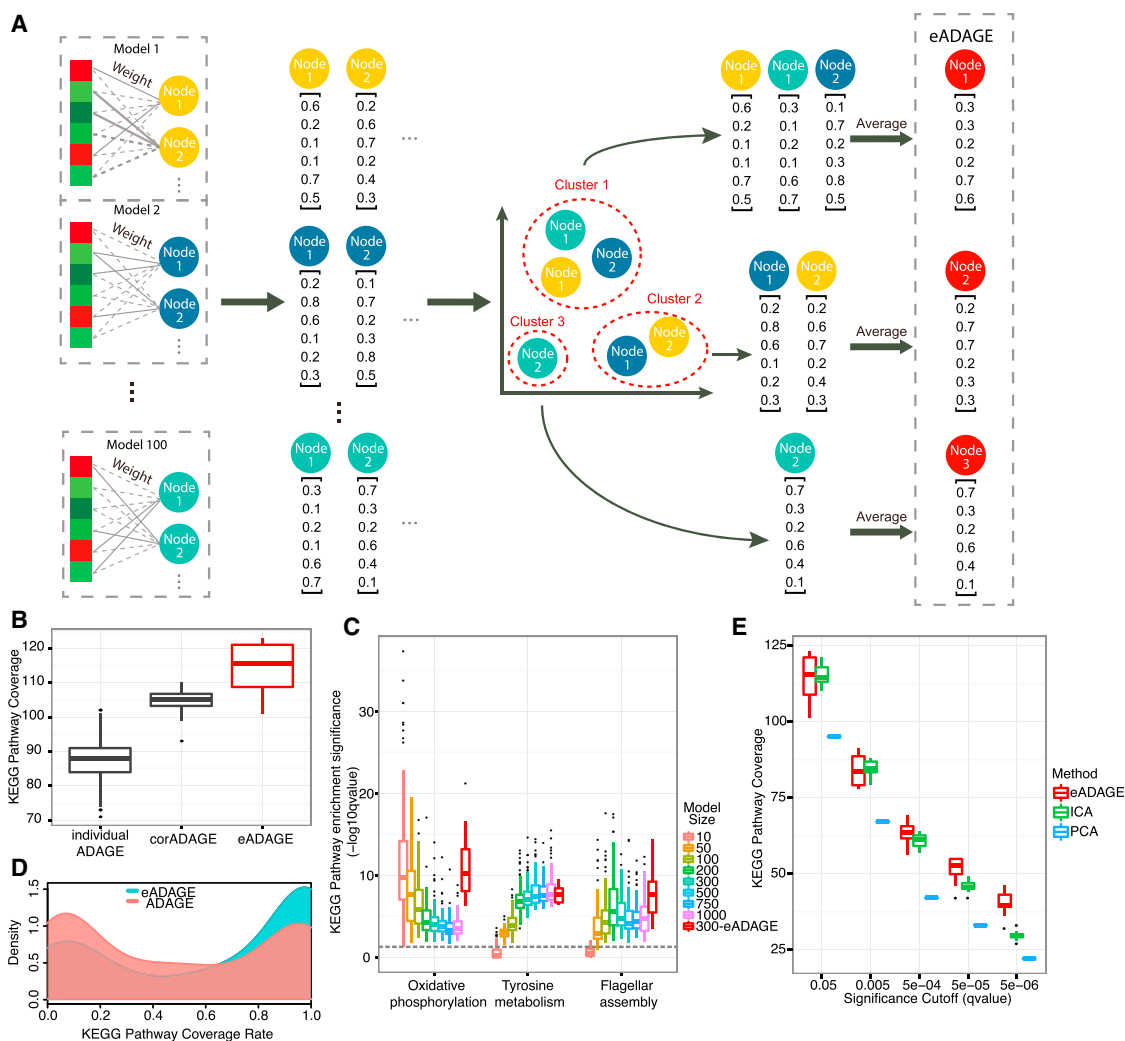 A
eADAGE
Model 1
Weight
Node 1
Node 2
Node 1 Node 2
0.6 0.2
0.2 0.6
0.1 0.7
0.1 0.2
0.7 0.4
0.5 0.3
...
Model 2
Weight
Node 1
Node 2
Node 1 Node 2
0.2 0.1
0.8 0.7
0.6 0.2
0.1 0.3
0.2 0.8
0.3 0.5
...
Model 100
Weight
Node 1
Node 2
Node 1 Node 2
0.3 0.7
0.1 0.3
0.2 0.2
0.1 0.6
0.6 0.4
0.7 0.1
...
Cluster 1
Node 1
Node 2
Node 1
Cluster 2
Node 2
Node 1
Cluster 3
Node 2
Node 1 Node 1 Node 2
0.6 0.3 0.1
0.2 0.1 0.7
0.1 0.2 0.2
0.1 0.1 0.3
0.7 0.6 0.8
0.5 0.7 0.5
Average
Node 1
0.3
0.3
0.2
0.2
0.7
0.6
Node 1 Node 2
0.2 0.2
0.8 0.6
0.6 0.7
0.1 0.2
0.2 0.4
0.3 0.3
Average
Node 2
0.2
0.7
0.7
0.2
0.3
0.3
Node 2
0.7
0.3
0.2
0.6
0.4
0.1
Average
Node 3
0.7
0.3
0.2
0.6
0.4
0.1
B
KEGG Pathway Coverage
120
110
100
90
80
70
individual ADAGE
corADAGE
eADAGE
C
KEGG Pathway enrichment significance
(−log10qvalue)
30
20
10
0
Oxidative phosphorylation
Tyrosine metabolism
Flagellar assembly
Model Size
10
50
100
200
300
500
750
1000
300-eADAGE
D
Density
1.5
1.0
0.5
0.0
eADAGE
ADAGE
0.0 0.2 0.4 0.6 0.8 1.0
KEGG Pathway Coverage Rate
E
KEGG Pathway Coverage
125
100
75
50
25
0.05 0.005 5e−04 5e−05 5e−06
Significance Cutoff (qvalue)
Method
eADAGE
ICA
PCA